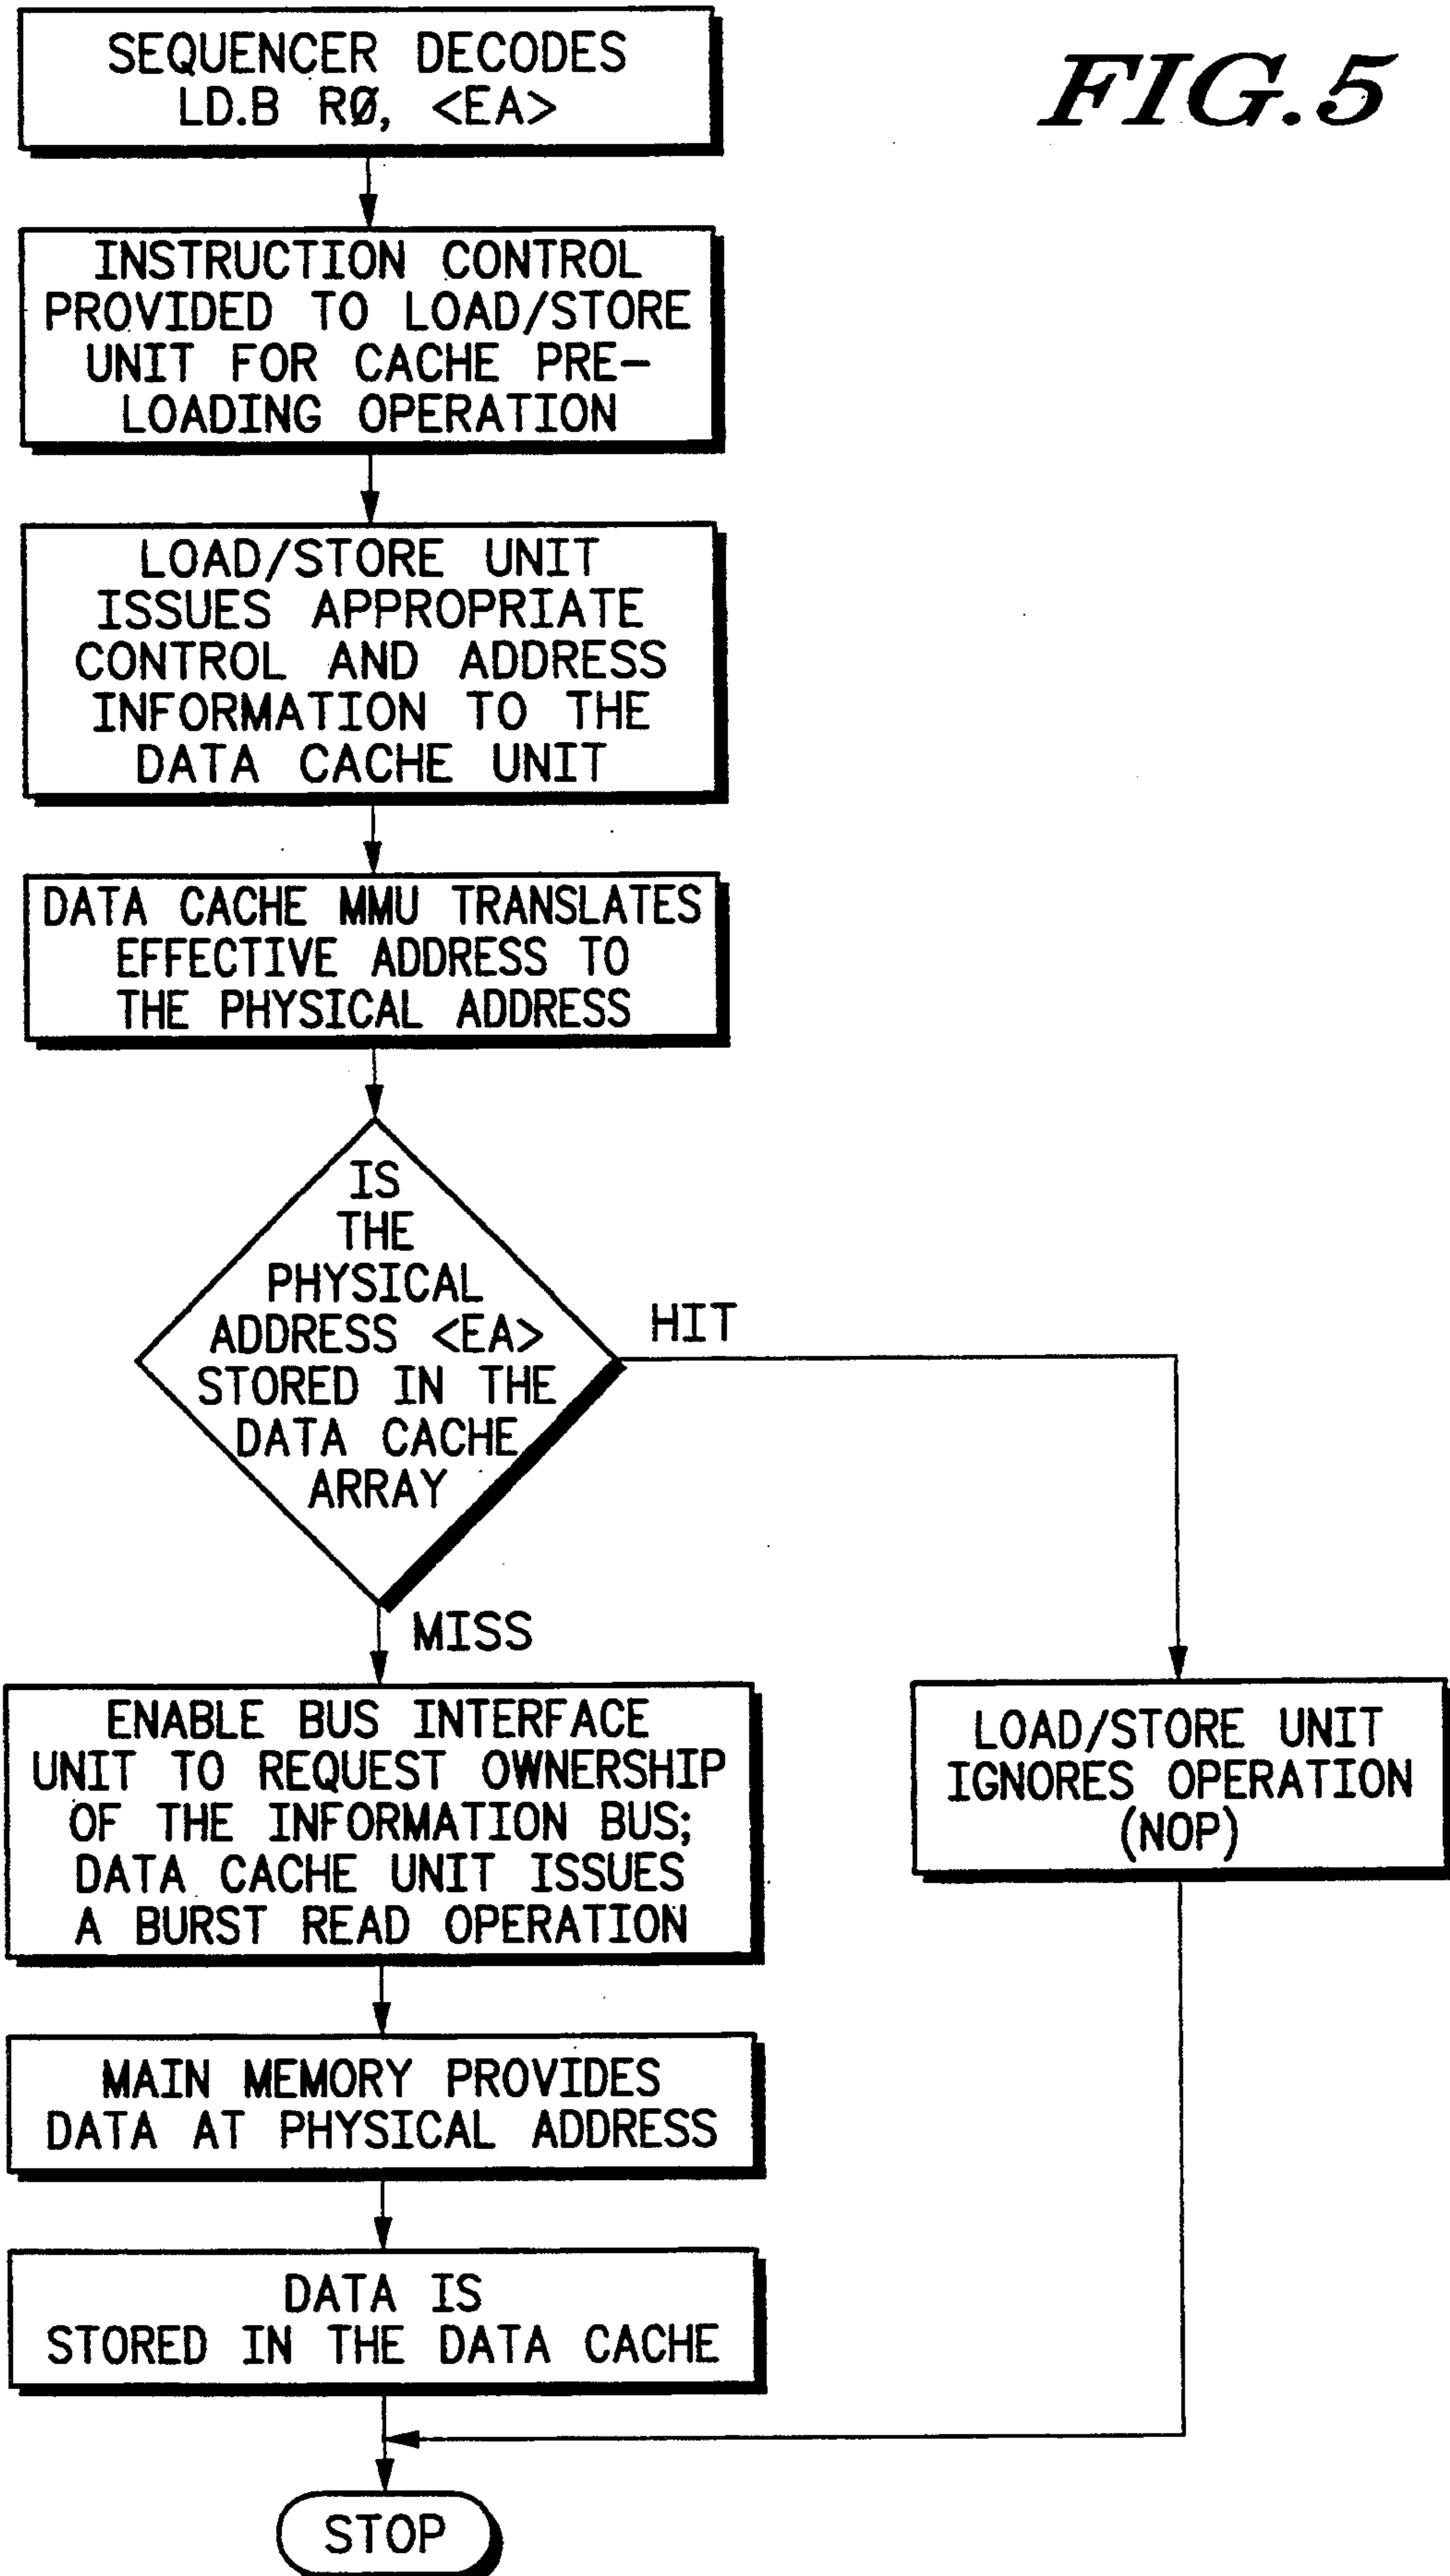 FIG.5
SEQUENCER DECODES
LD.B RØ, <EA>
INSTRUCTION CONTROL
PROVIDED TO LOAD/STORE
UNIT FOR CACHE PRE-
LOADING OPERATION
LOAD/STORE UNIT
ISSUES APPROPRIATE
CONTROL AND ADDRESS
INFORMATION TO THE
DATA CACHE UNIT
DATA CACHE MMU TRANSLATES
EFFECTIVE ADDRESS TO
THE PHYSICAL ADDRESS
IS
THE
PHYSICAL
ADDRESS <EA>
STORED IN THE
DATA CACHE
ARRAY
HIT
MISS
ENABLE BUS INTERFACE
UNIT TO REQUEST OWNERSHIP
OF THE INFORMATION BUS;
DATA CACHE UNIT ISSUES
A BURST READ OPERATION
LOAD/STORE UNIT
IGNORES OPERATION
(NOP)
MAIN MEMORY PROVIDES
DATA AT PHYSICAL ADDRESS
DATA IS
STORED IN THE DATA CACHE
STOP